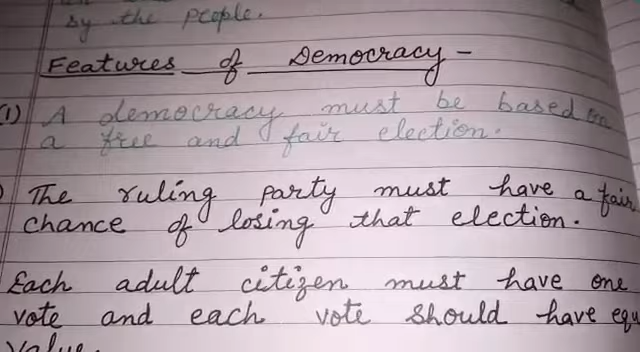 by the people.
Features of Democracy -
(1) A democracy must be based on
a free and fair election.
The ruling party must have a fair
chance of losing that election.
Each adult citizen must have one
vote and each vote should have equ
value.